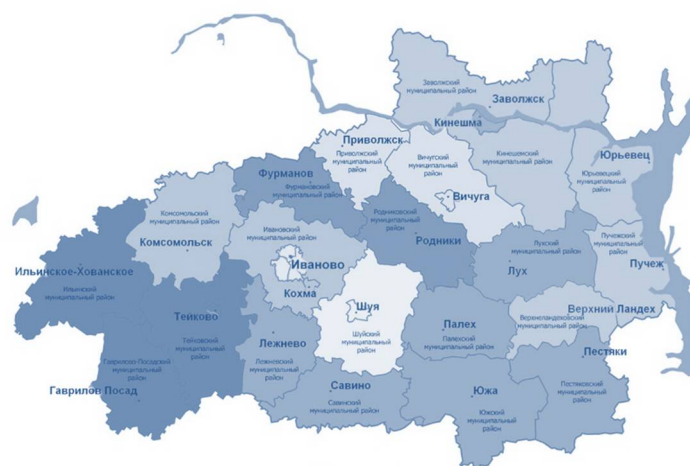 Заволжский
муниципальный район
Заволжск
Кинешма
Приволжск
Приволжский
муниципальный
район
Вичугский
муниципальный
район
Кинешемский
муниципальный
район
Юрьевец
Юрьевецкий
муниципальный
район
Фурманов
Фурмановский
муниципальный район
Вичуга
Родниковский
муниципальный
район
Родники
Комсомольский
муниципальный район
Комсомольск
Ивановский
муниципальный район
Иваново
Кохма
Лухский
муниципальный район
Лух
Пучежский
муниципальный
район
Пучеж
Ильинское-Хованское
Ильинский
муниципальный район
Тейково
Тейковский
муниципальный
район
Шуя
Шуйский
муниципальный
район
Верхний Ландех
Верхнеландеховский
муниципальный район
Палех
Палехский
муниципальный район
Лежнево
Лежневский
муниципальный
район
Пестяки
Пестяковский
муниципальный район
Гаврилово-Посадский
муниципальный
район
Гаврилов Посад
Савино
Савинский
муниципальный район
Южа
Южский
муниципальный
район